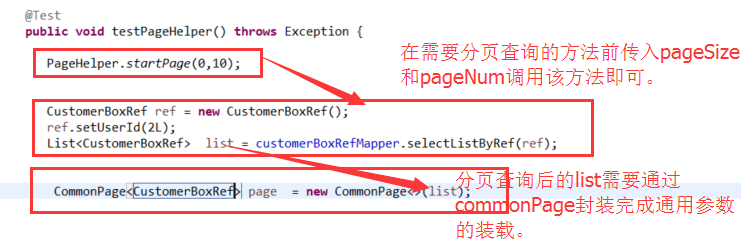 @Test
public void testPageHelper() throws Exception {
PageHelper.startPage(0,10);
在需要分页查询的方法前传入pageSize
和pageNum调用该方法即可。
CustomerBoxRef ref = new CustomerBoxRef();
ref.setUserId(2L);
List<CustomerBoxRef> list = customerBoxRefMapper.selectListByRef(ref);
分页查询后的list需要通过
CommonPage<CustomerBoxRef> page = new CommonPage<>(list);
commonPage封装完成通用参数
的装载。